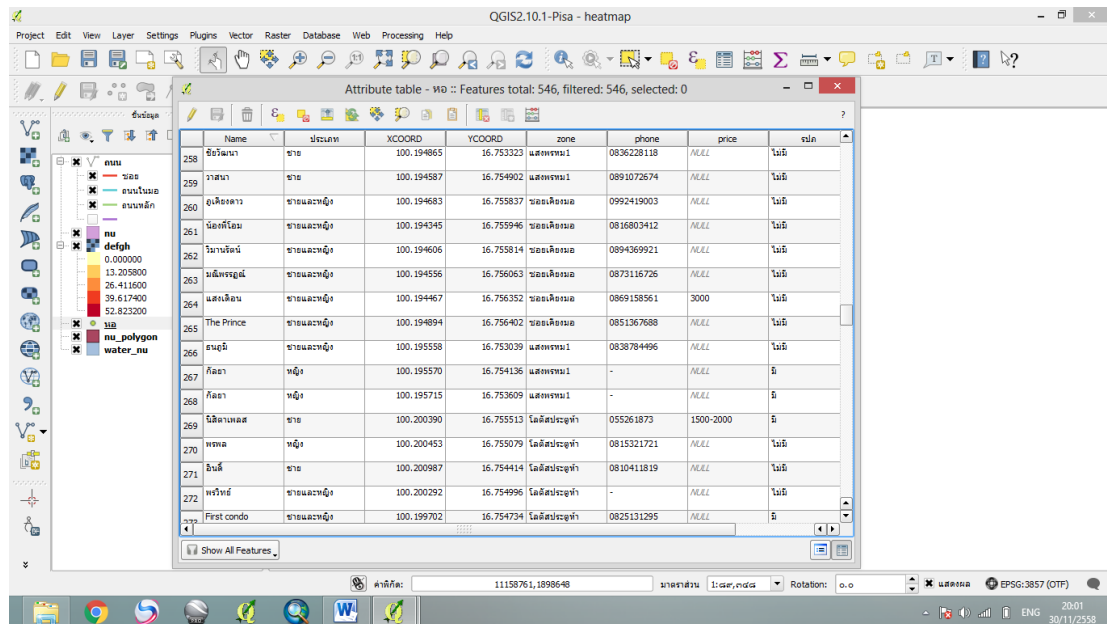 QGIS2.10.1-Pisa - heatmap
Project Edit View Layer Settings Plugins Vector Raster Database Web Processing Help
Attribute table - หอ :: Features total: 546, filtered: 546, selected: 0
ชั้นข้อมูล
ถนน
ซอย
ถนนในมอ
ถนนหลัก
nu
defgh
0.000000
13.205800
26.411600
39.617400
52.823200
หอ
nu_polygon
water_nu
Name ประเภท XCOORD YCOORD zone phone price รปภ
258 ชัยวัฒนา ชาย 100.194865 16.753323 แสงพรหม1 0836228118 NULL ไม่มี
259 วาสนา ชาย 100.194587 16.754902 แสงพรหม1 0891072674 NULL ไม่มี
260 ภูเคียงดาว ชายและหญิง 100.194683 16.755837 ซอยเคียงมอ 0992419003 NULL ไม่มี
261 น้องพี่โอม ชายและหญิง 100.194345 16.755946 ซอยเคียงมอ 0816803412 NULL ไม่มี
262 วิมานรัตน์ ชายและหญิง 100.194606 16.755814 ซอยเคียงมอ 0894369921 NULL ไม่มี
263 ชายและหญิง 100.194556 16.756063 ซอยเคียงมอ 0873116726 NULL ไม่มี
264 แสงเดือน ชายและหญิง 100.194467 16.756352 ซอยเคียงมอ 0869158561 3000 ไม่มี
265 The Prince ชายและหญิง 100.194894 16.756402 ซอยเคียงมอ 0851367688 NULL ไม่มี
266 ธนภูมิ ชายและหญิง 100.195558 16.753039 แสงพรหม1 0838784496 NULL ไม่มี
267 กัลยา หญิง 100.195570 16.754136 แสงพรหม1 - NULL มี
268 กัลยา หญิง 100.195715 16.753609 แสงพรหม1 - NULL มี
269 นิสิตาเพลส ชาย 100.200390 16.755513 โลตัสประตูห้า 055261873 1500-2000 มี
270 พรพล หญิง 100.200453 16.755079 โลตัสประตูห้า 0815321721 NULL ไม่มี
271 อินดี้ ชาย 100.200987 16.754414 โลตัสประตูห้า 0810411819 NULL ไม่มี
272 พรวิทย์ ชายและหญิง 100.200292 16.754996 โลตัสประตูห้า - NULL ไม่มี
273 First condo ชายและหญิง 100.199702 16.754734 โลตัสประตูห้า 0825131295 NULL มี
Show All Features
ค่าพิกัด: 11158761,1898648 มาตราส่วน 1:๘๙,๓๔๘ Rotation: ๐.๐ แสดงผล EPSG:3857 (OTF)
ENG 20:01
30/11/2558